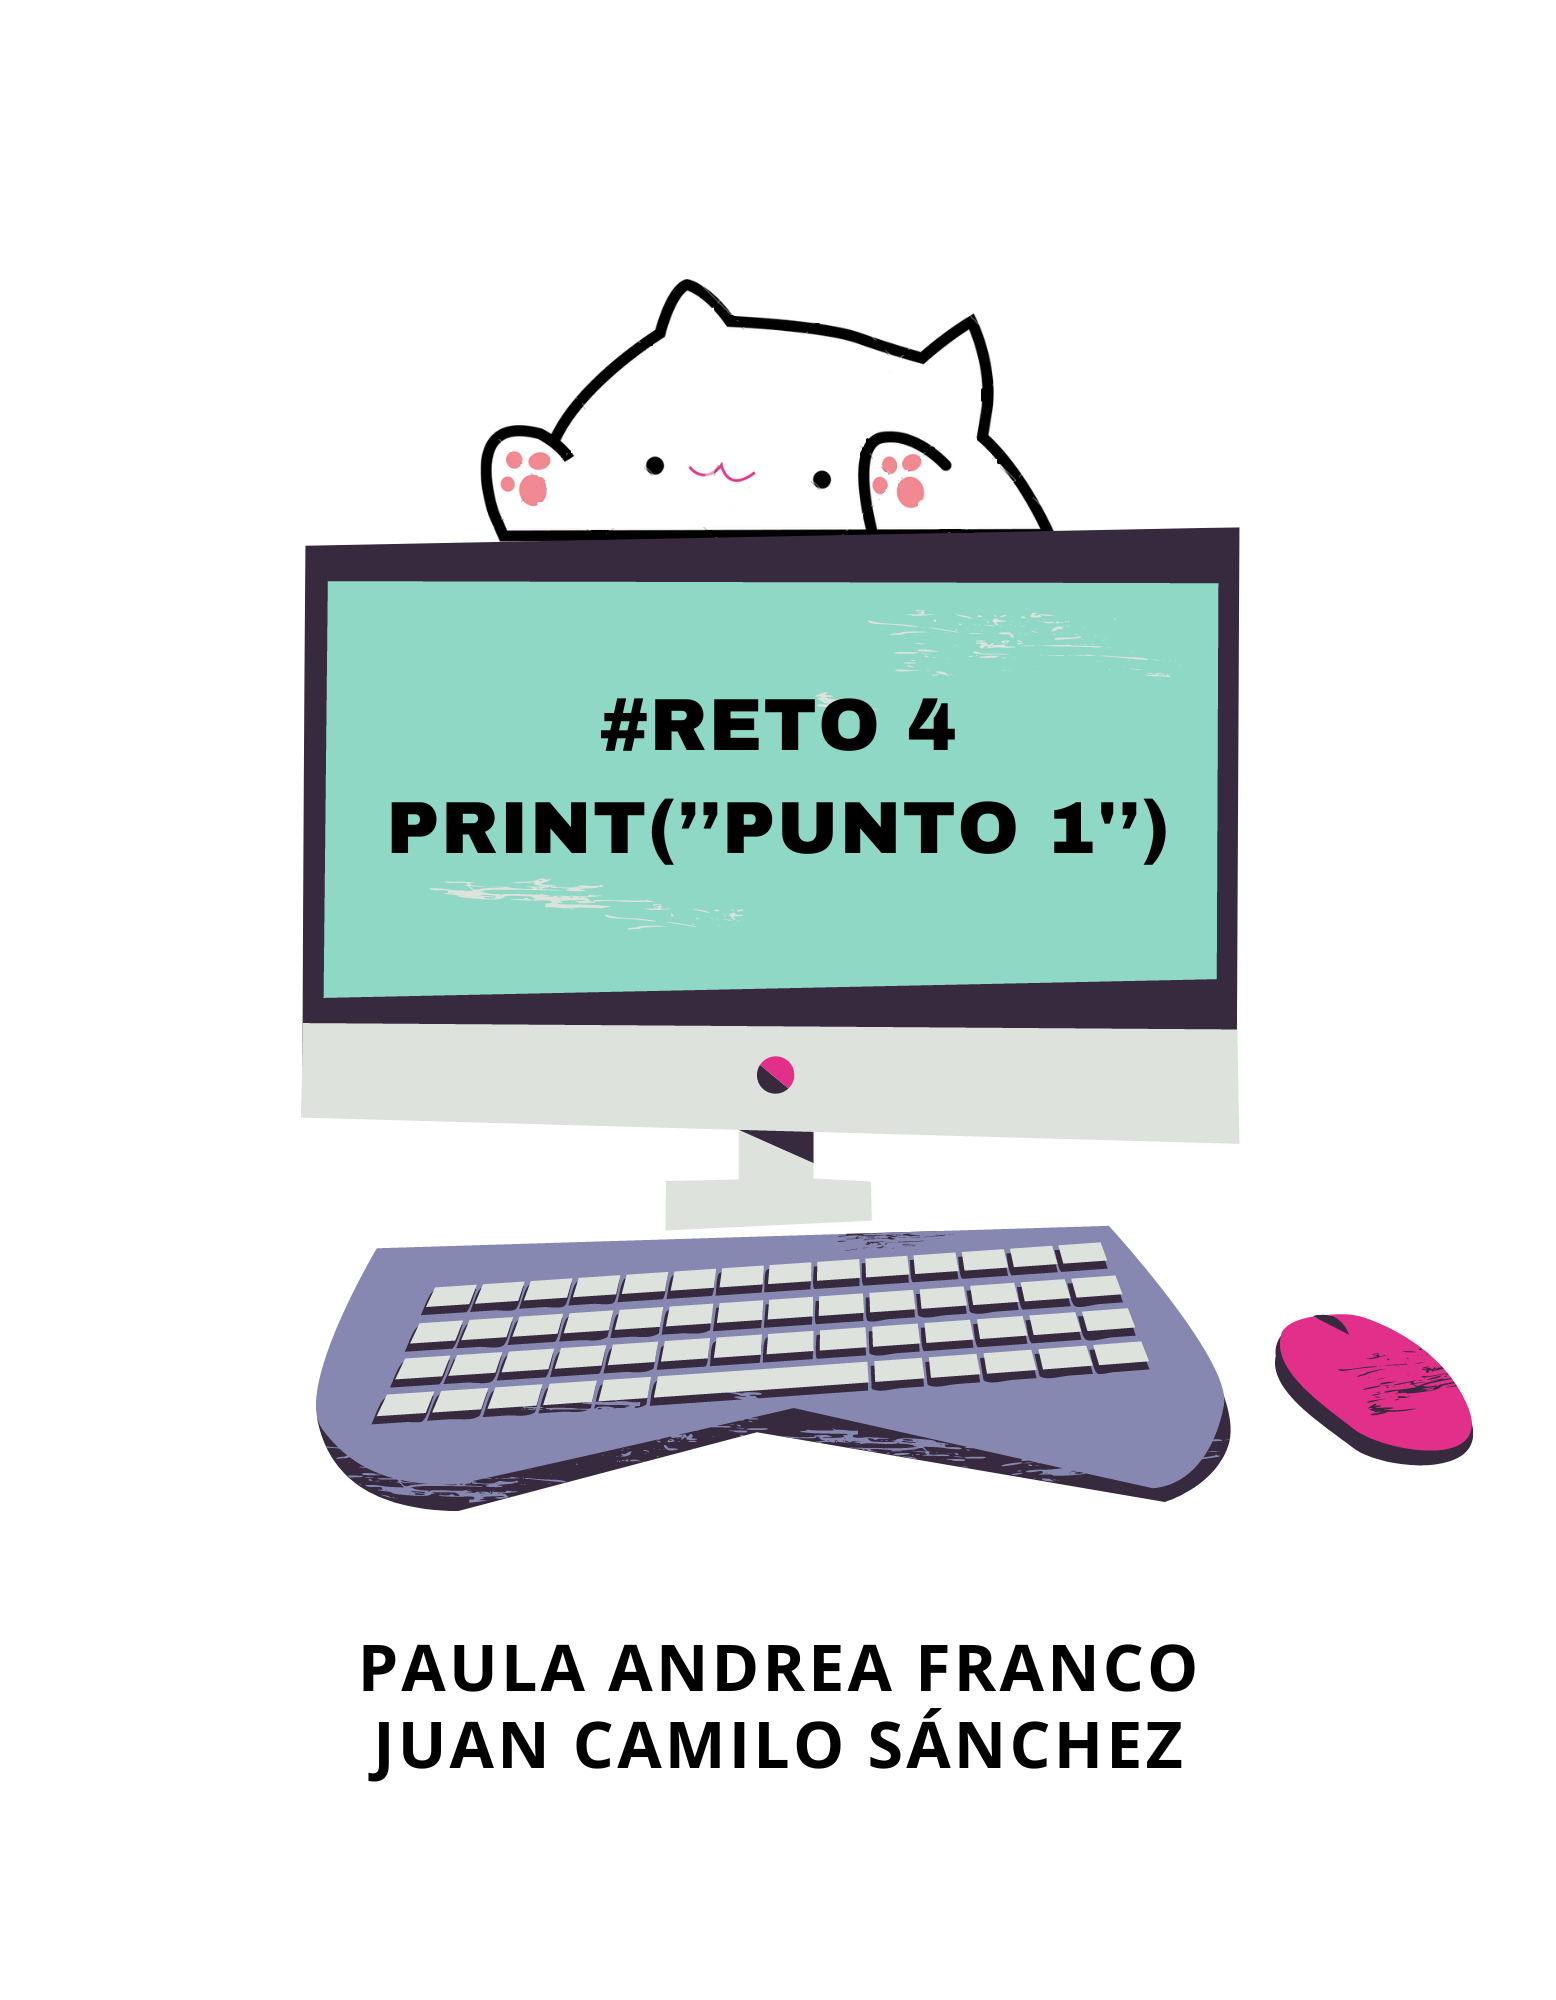 #RETO 4
PRINT(’’PUNTO 1'’)
PAULA ANDREA FRANCO
JUAN CAMILO SÁNCHEZ